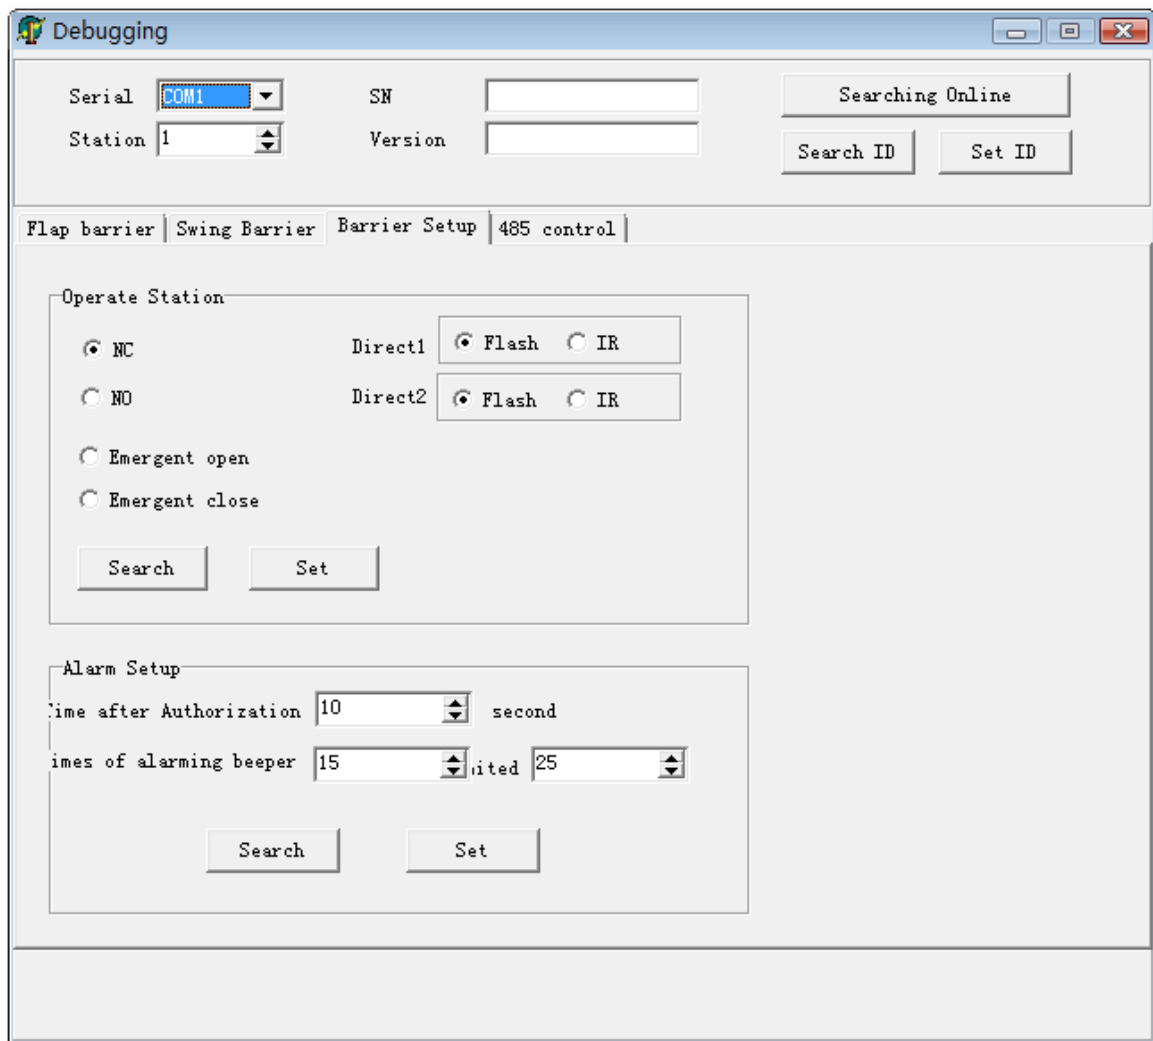 Debugging
Serial COM1 SN Searching Online
Station 1 Version Search ID Set ID
Flap barrier Swing Barrier Barrier Setup 485 control
Operate Station
NC Direct1 Flash IR
NO Direct2 Flash IR
Emergent open
Emergent close
Search Set
Alarm Setup
ime after Authorization 10 second
imes of alarming beeper 15 ited 25
Search Set